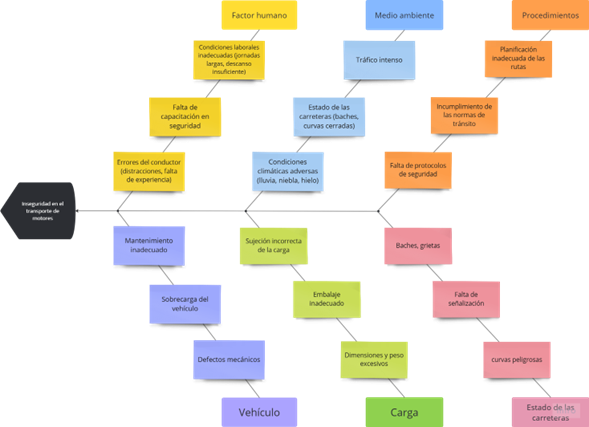 Factor humano
Medio ambiente
Procedimientos
Condiciones laborales
inadecuadas (jornadas
largas, descanso
insuficiente)
Tráfico intenso
Planificación
inadecuada de las
rutas
Falta de
capacitación en
seguridad
Estado de las
carreteras (baches,
curvas cerradas)
Incumplimiento de
las normas de
tránsito
Errores del conductor
(distracciones, falta
de experiencia)
Condiciones
climáticas adversas
(lluvia, niebla, hielo)
Falta de protocolos
de seguridad
Inseguridad en el
transporte de
motores
Mantenimiento
inadecuado
Sujeción incorrecta
de la carga
Baches, grietas
Sobrecarga del
vehículo
Embalaje
inadecuado
Falta de
señalización
Defectos mecánicos
Dimensiones y peso
excesivos
curvas peligrosas
Vehículo
Carga
Estado de las
carreteras